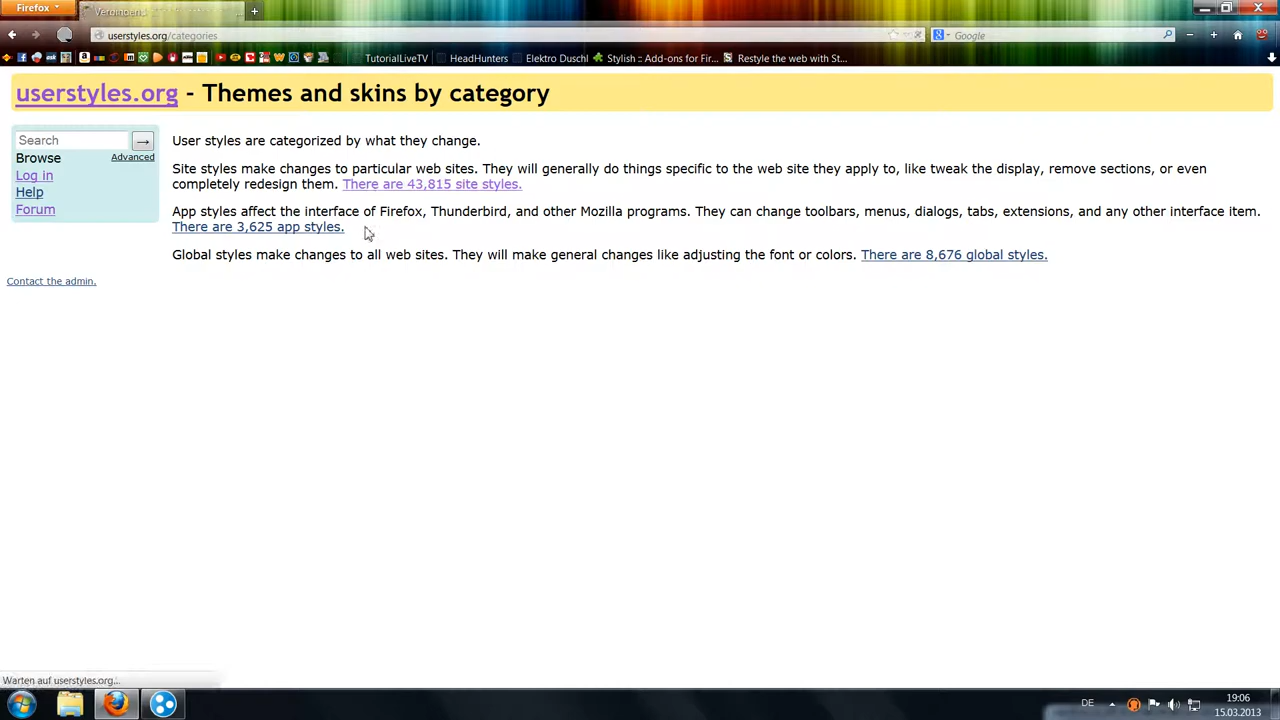 Firefox
userstyles.org/categories
Google
TutorialLiveTV HeadHunters Elektro Duschl Stylish :: Add-ons for Fir... Restyle the web with St...
userstyles.org - Themes and skins by category
Search →
Browse Advanced
Log in
Help
Forum
Contact the admin.
User styles are categorized by what they change.
Site styles make changes to particular web sites. They will generally do things specific to the web site they apply to, like tweak the display, remove sections, or even
completely redesign them. There are 43,815 site styles.
App styles affect the interface of Firefox, Thunderbird, and other Mozilla programs. They can change toolbars, menus, dialogs, tabs, extensions, and any other interface item.
There are 3,625 app styles.
Global styles make changes to all web sites. They will make general changes like adjusting the font or colors. There are 8,676 global styles.
Warten auf userstyles.org...
DE
19:06
15.03.2013